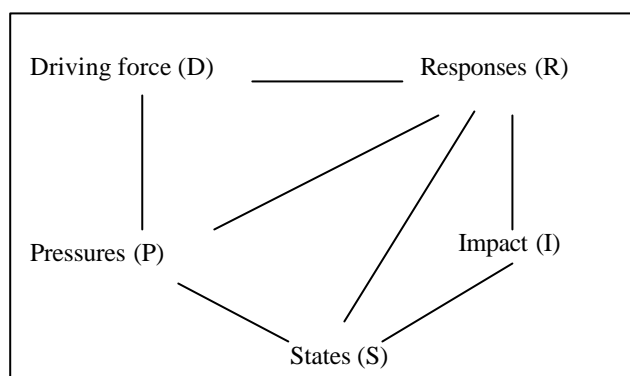 Driving force (D)
Responses (R)
Pressures (P)
Impact (I)
States (S)